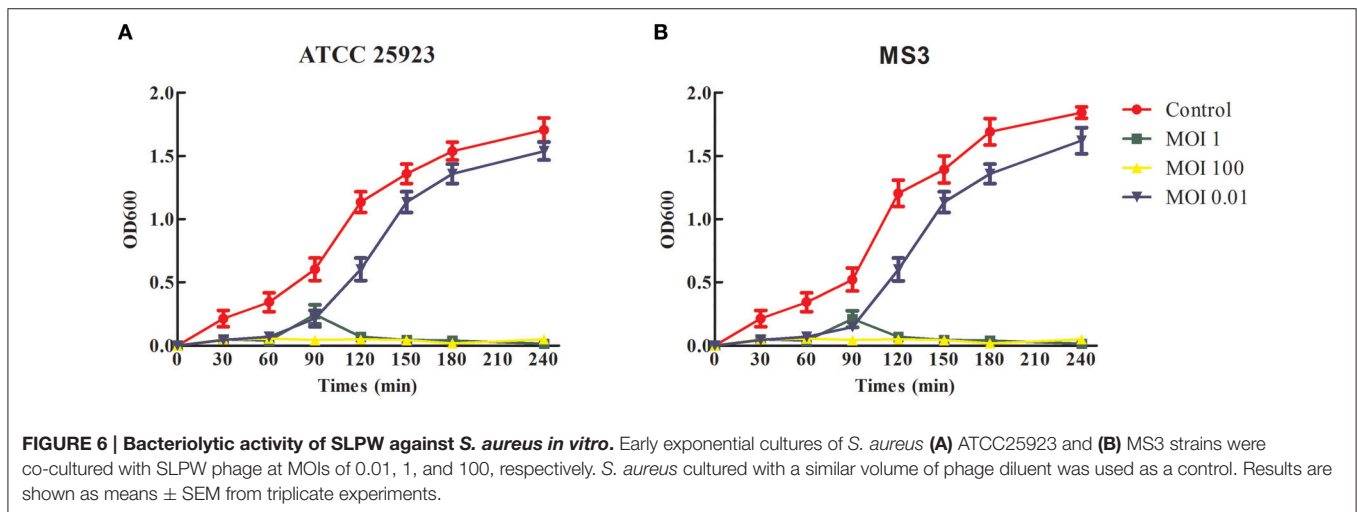 A
ATCC 25923
2.0
1.5
1.0
0.5
0.0
OD600
0 30 60 90 120 150 180 210 240
Times (min)
B
MS3
2.0
1.5
1.0
0.5
0.0
OD600
0 30 60 90 120 150 180 210 240
Times (min)
Control
MOI 1
MOI 100
MOI 0.01
FIGURE 6 | Bacteriolytic activity of SLPW against S. aureus in vitro. Early exponential cultures of S. aureus (A) ATCC25923 and (B) MS3 strains were
co-cultured with SLPW phage at MOIs of 0.01, 1, and 100, respectively. S. aureus cultured with a similar volume of phage diluent was used as a control. Results are
shown as means ± SEM from triplicate experiments.